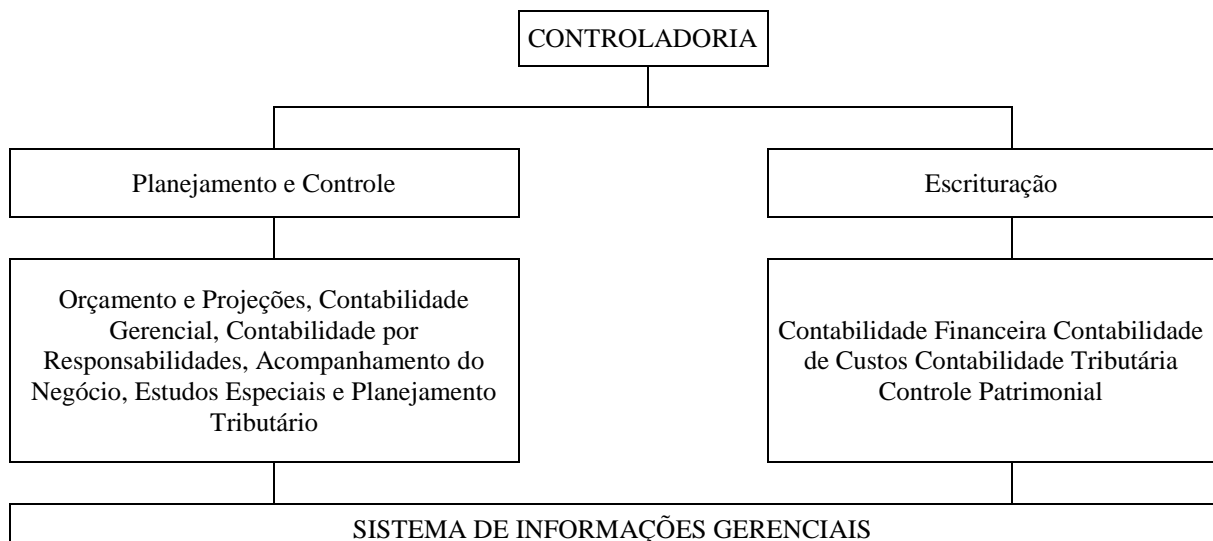 CONTROLADORIA
Planejamento e Controle
Escrituração
Orçamento e Projeções, Contabilidade
Gerencial, Contabilidade por
Responsabilidades, Acompanhamento do
Negócio, Estudos Especiais e Planejamento
Tributário
Contabilidade Financeira Contabilidade
de Custos Contabilidade Tributária
Controle Patrimonial
SISTEMA DE INFORMAÇÕES GERENCIAIS